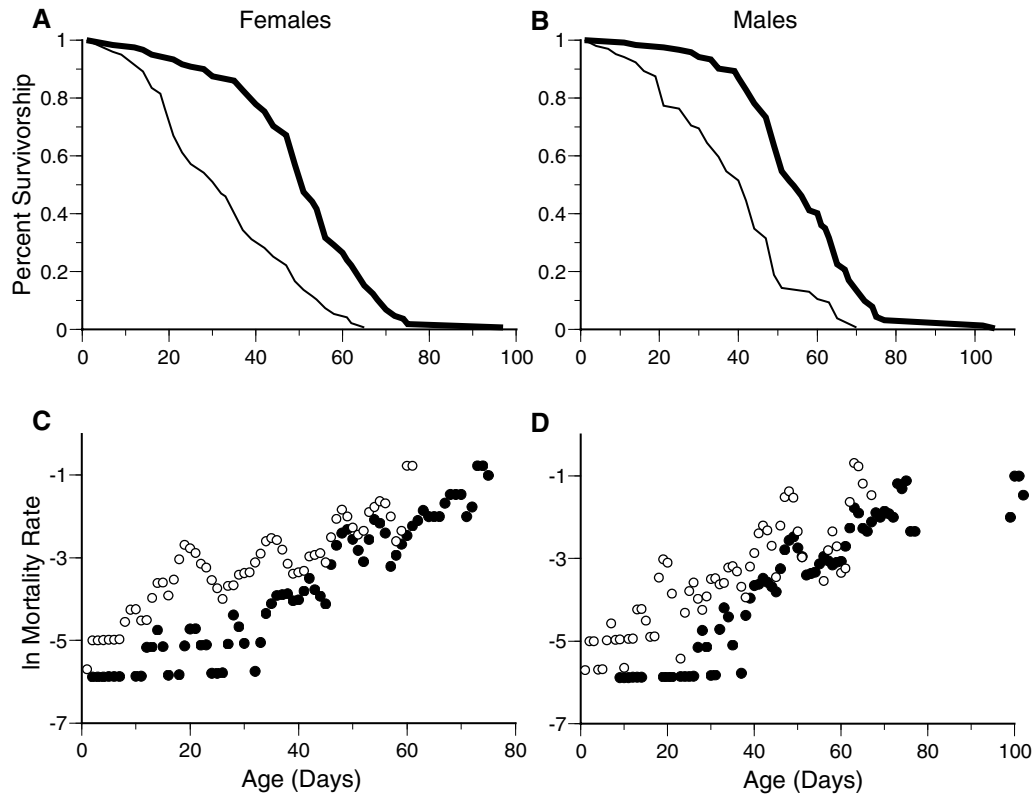 A Females
B Males
Percent Survivorship
1
0.8
0.6
0.4
0.2
0
0 20 40 60 80 100
1
0.8
0.6
0.4
0.2
0
0 20 40 60 80 100
C
D
ln Mortality Rate
-1
-3
-5
-7
0 20 40 60 80
Age (Days)
-1
-3
-5
-7
0 20 40 60 80 100
Age (Days)